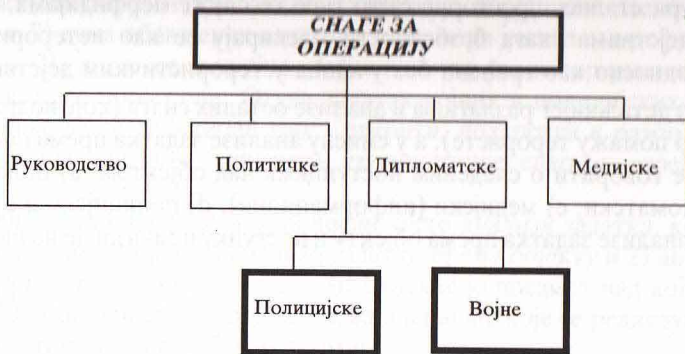 СНАГЕ ЗА
ОПЕРАЦИЈУ
Руководство
Политичке
Дипломатске
Медијске
Полицијске
Војне